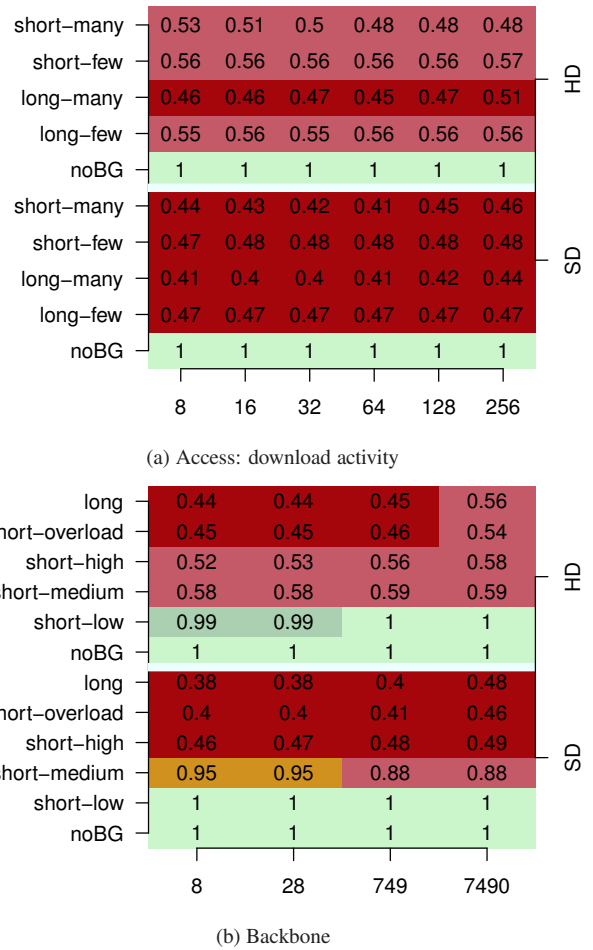 short−many 0.53 0.51 0.5 0.48 0.48 0.48
short−few 0.56 0.56 0.56 0.56 0.56 0.57
long−many 0.46 0.46 0.47 0.45 0.47 0.51
long−few 0.55 0.56 0.55 0.56 0.56 0.56
noBG 1 1 1 1 1 1
HD
short−many 0.44 0.43 0.42 0.41 0.45 0.46
short−few 0.47 0.48 0.48 0.48 0.48 0.48
long−many 0.41 0.4 0.4 0.41 0.42 0.44
long−few 0.47 0.47 0.47 0.47 0.47 0.47
noBG 1 1 1 1 1 1
SD
8 16 32 64 128 256
(a) Access: download activity
long 0.44 0.44 0.45 0.56
hort−overload 0.45 0.45 0.46 0.54
short−high 0.52 0.53 0.56 0.58
short−medium 0.58 0.58 0.59 0.59
short−low 0.99 0.99 1 1
noBG 1 1 1 1
HD
long 0.38 0.38 0.4 0.48
hort−overload 0.4 0.4 0.41 0.46
short−high 0.46 0.47 0.48 0.49
short−medium 0.95 0.95 0.88 0.88
short−low 1 1 1 1
noBG 1 1 1 1
SD
8 28 749 7490
(b) Backbone